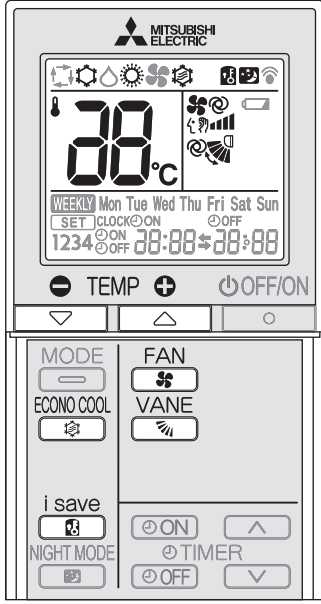 MITSUBISHI
ELECTRIC
88°C
WEEKLY Mon Tue Wed Thu Fri Sat Sun
SET CLOCK ON OFF
1234 ON OFF 88:88 88:88
TEMP OFF/ON
MODE FAN
ECONO COOL VANE
i save
ON
NIGHT MODE TIMER
OFF